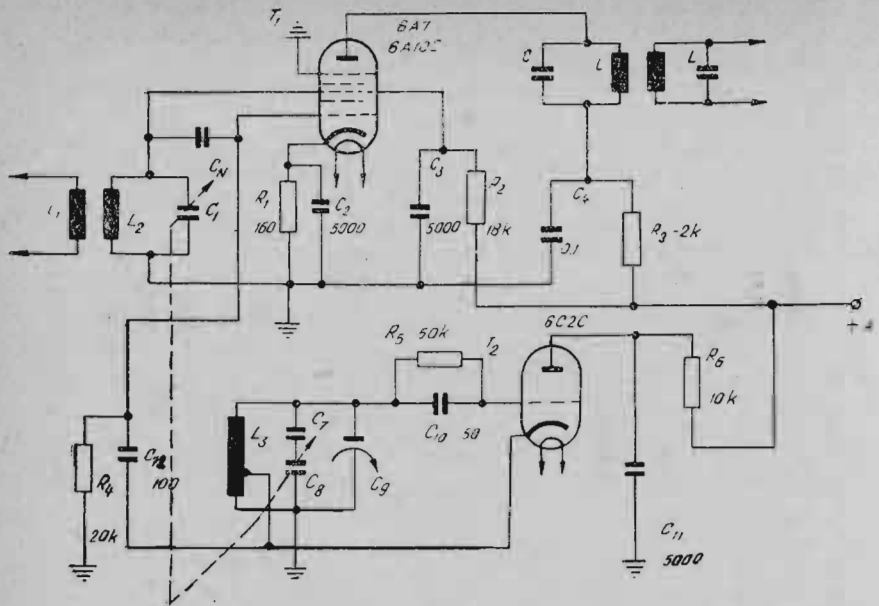 T1
6A7
6A10C
C
L
L
CN
C1
L2
R1
160
C2
5000
C3
5000
R2
18k
C4
0.1
R3-2k
6C2C
R5 50k
T2
R6
10k
L3
C7
C8
C9
C10 50
C12
100
R4
20k
C11
5000